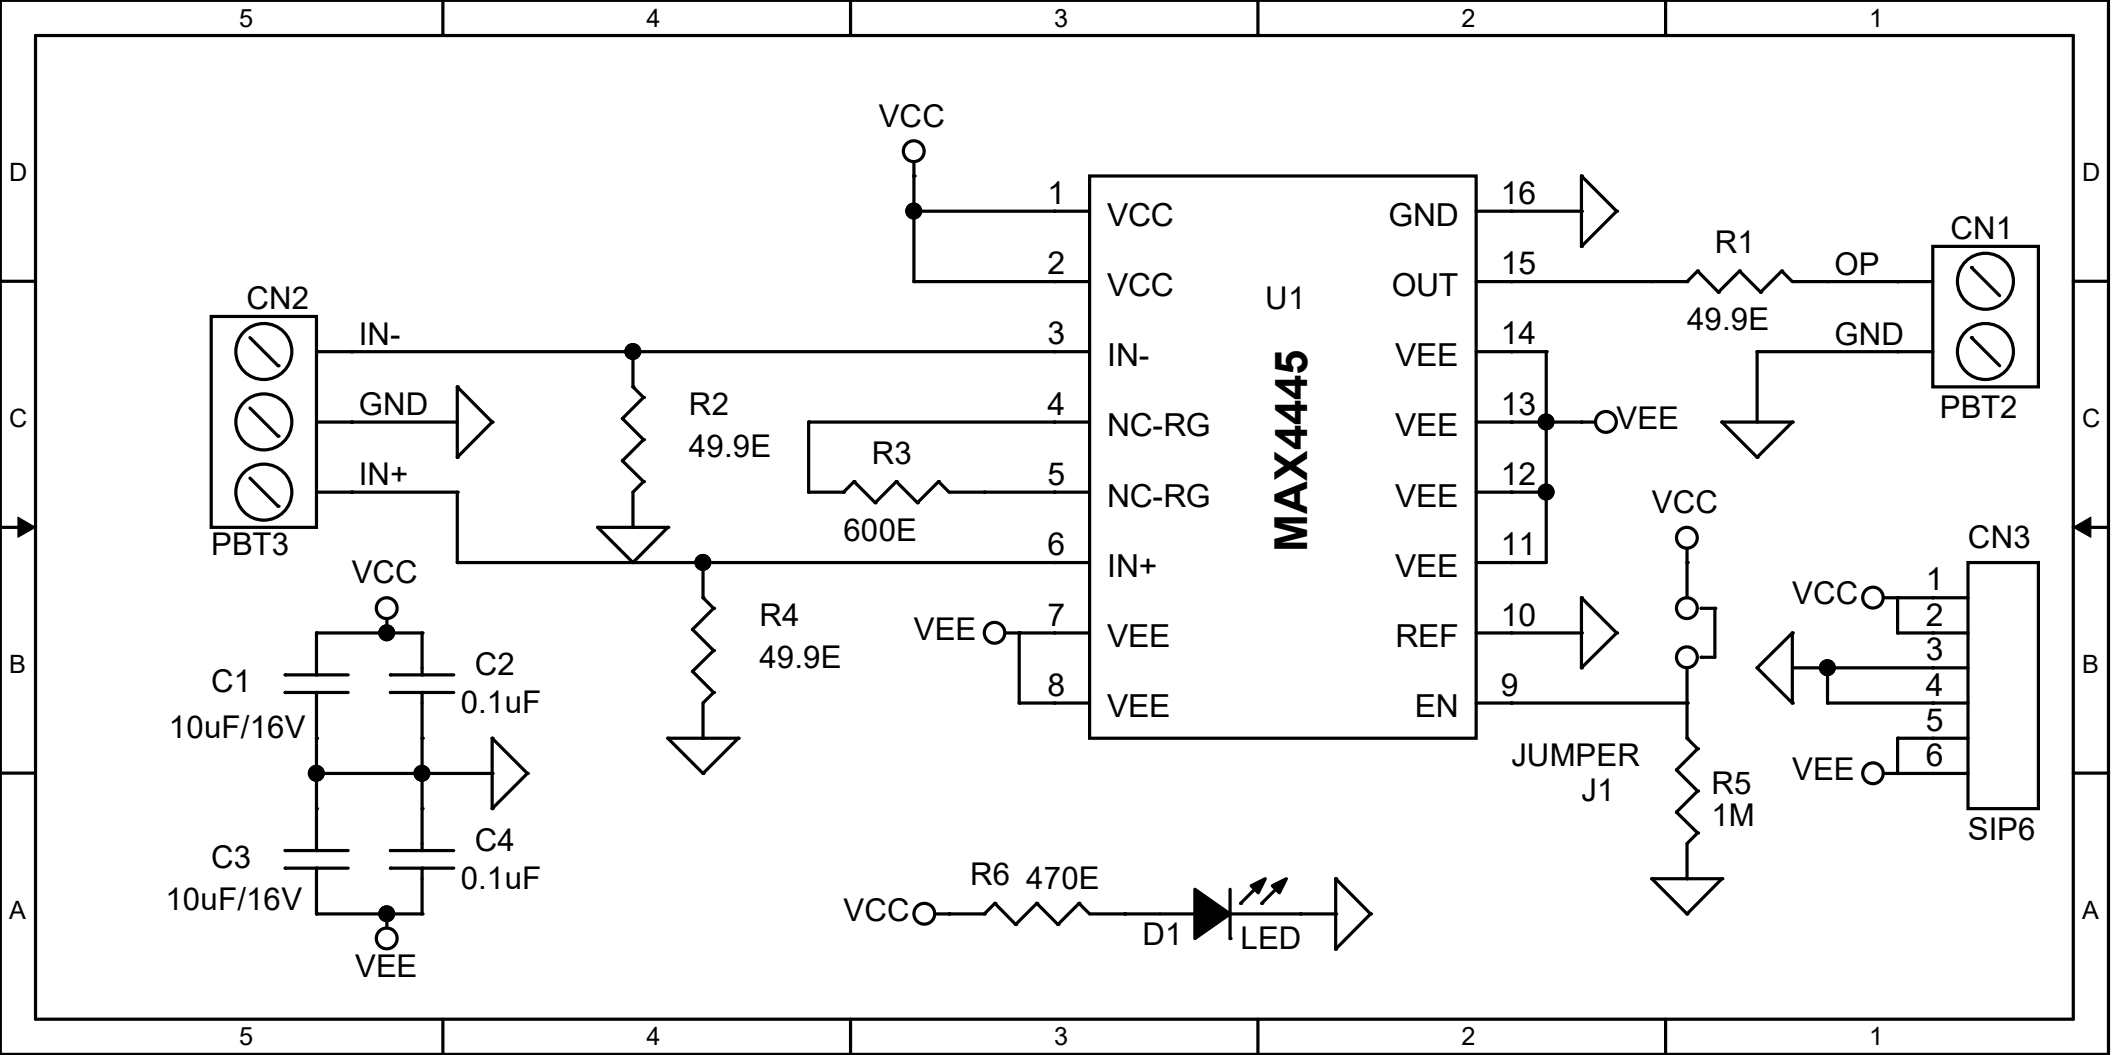 5 4 3 2 1
D D
C C
B B
A A
5 4 3 2 1
VCC
1 VCC
2 VCC
3 IN-
4 NC-RG
5 NC-RG
6 IN+
7 VEE
8 VEE
U1
MAX4445
GND 16
OUT 15
VEE 14
VEE 13
VEE 12
VEE 11
REF 10
EN 9
VEE
VEE
CN2
IN-
GND
IN+
PBT3
R2
49.9E
R3
600E
R4
49.9E
R1
49.9E
CN1
OP
GND
PBT2
VCC
JUMPER
J1
R5
1M
CN3
VCC
1
2
3
4
5
6
VEE
SIP6
VCC
C1
10uF/16V
C2
0.1uF
C3
10uF/16V
C4
0.1uF
VEE
R6 470E
VCC
D1
LED